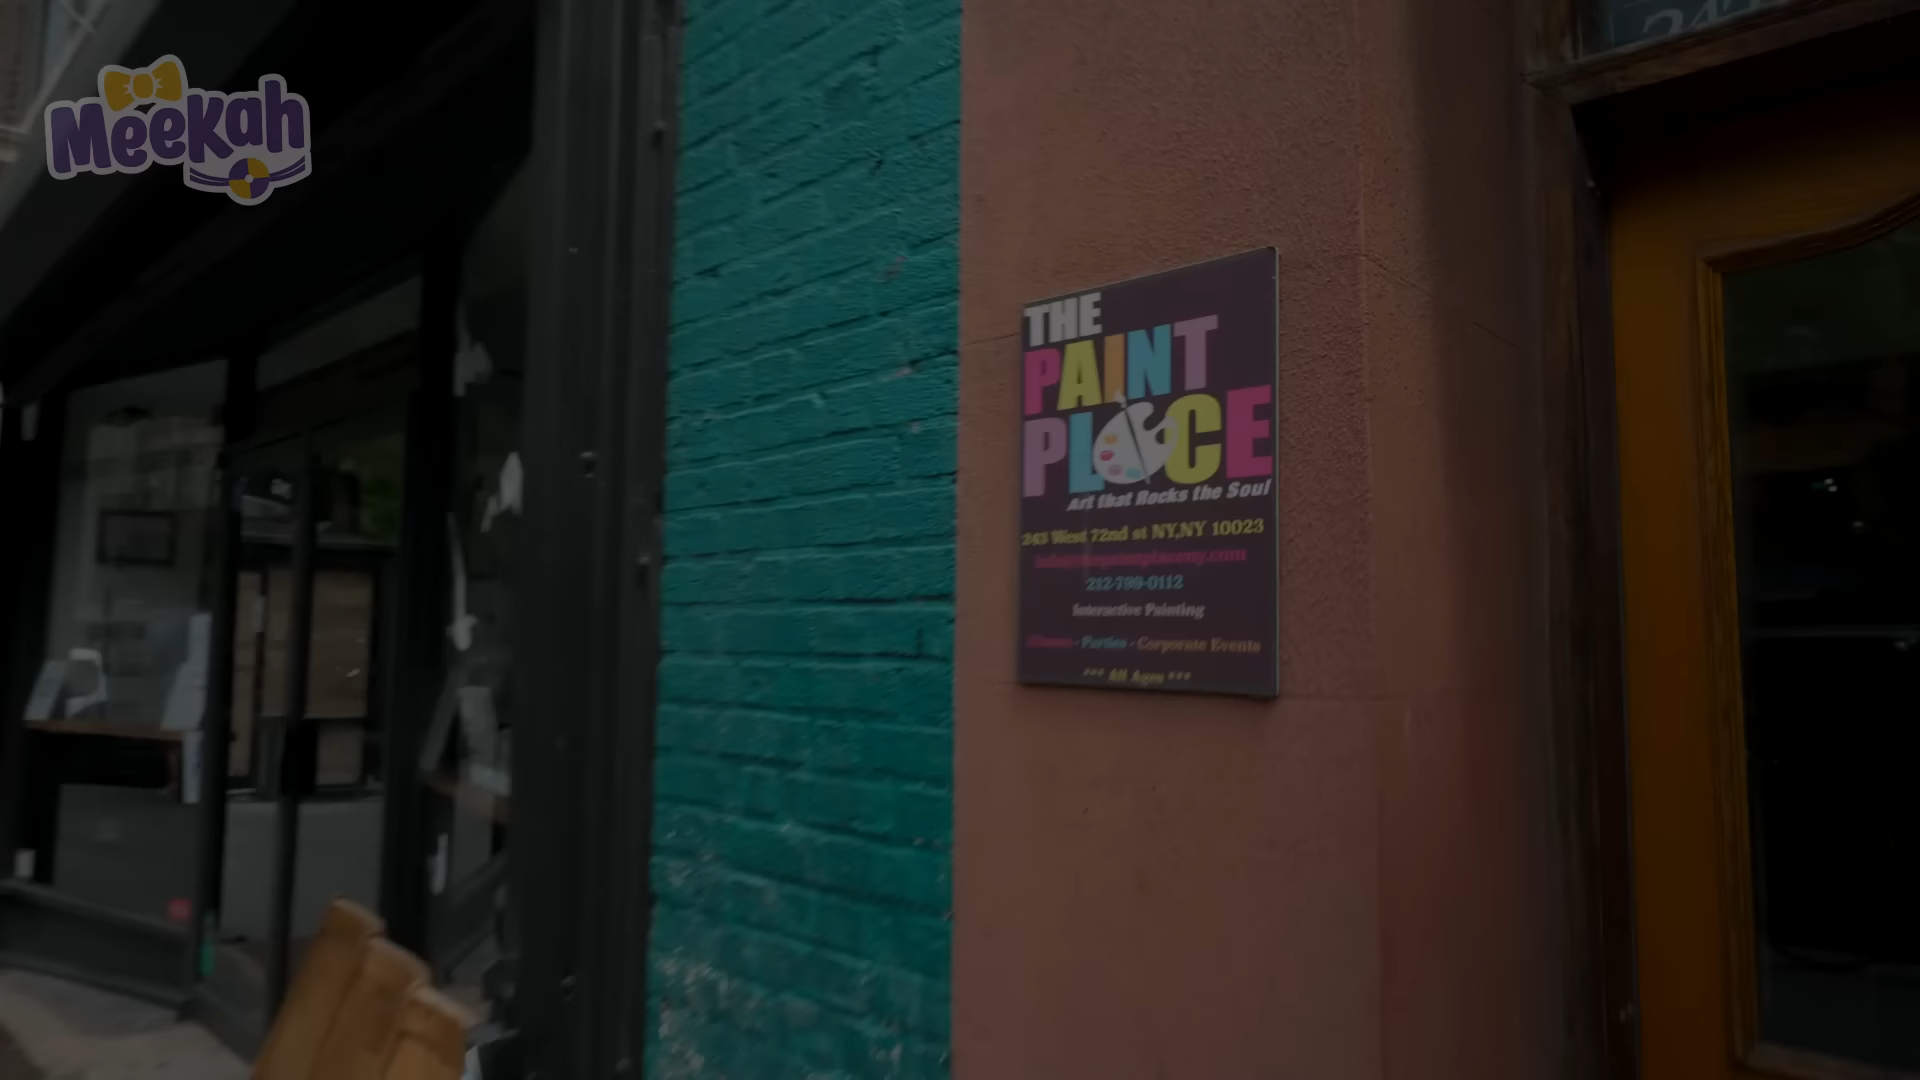 Meekah
THE
PAINT
PLACE
Art that Rocks the Soul
243 West 72nd st NY,NY 10023
212-799-0112
Interactive Painting
- Parties - Corporate Events
*** All Ages ***